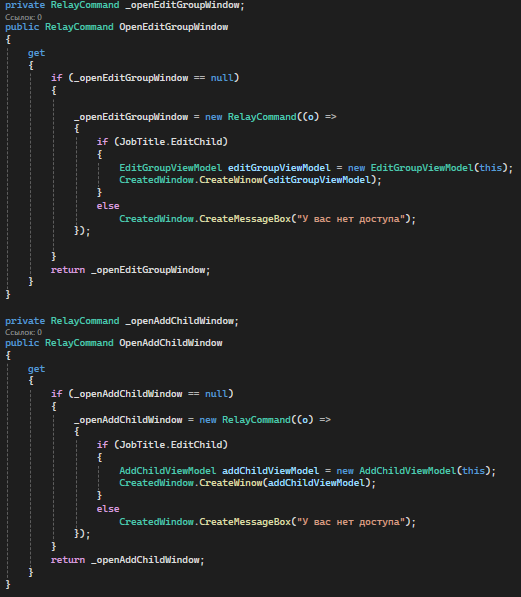 private RelayCommand _openEditGroupWindow;
Ссылок: 0
public RelayCommand OpenEditGroupWindow
{
get
{
if (_openEditGroupWindow == null)
{
_openEditGroupWindow = new RelayCommand((o) =>
{
if (JobTitle.EditChild)
{
EditGroupViewModel editGroupViewModel = new EditGroupViewModel(this);
CreatedWindow.CreateWinow(editGroupViewModel);
}
else
CreatedWindow.CreateMessageBox("У вас нет доступа");
});
}
return _openEditGroupWindow;
}
}
private RelayCommand _openAddChildWindow;
Ссылок: 0
public RelayCommand OpenAddChildWindow
{
get
{
if (_openAddChildWindow == null)
{
_openAddChildWindow = new RelayCommand((o) =>
{
if (JobTitle.EditChild)
{
AddChildViewModel addChildViewModel = new AddChildViewModel(this);
CreatedWindow.CreateWinow(addChildViewModel);
}
else
CreatedWindow.CreateMessageBox("У вас нет доступа");
});
}
return _openAddChildWindow;
}
}